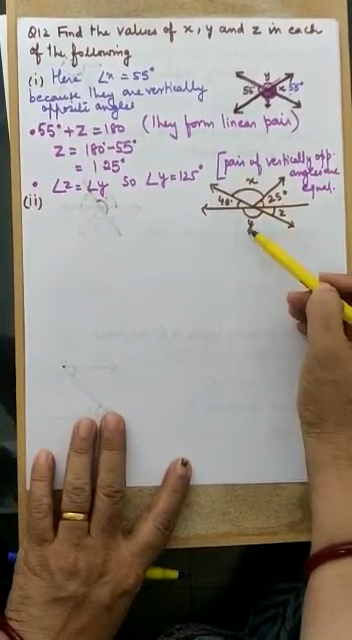 Q12 Find the values of x, y and z in each
of the following
(i) Here ∠x = 55°
because they are vertically
opposite angles
y
55° x 55°
z
• 55° + Z = 180 (They form linear pair)
Z = 180° - 55°
= 125°
• ∠z = ∠y so ∠y = 125° [pair of vertically opp. angles are equal.
(ii)
x
40° 25°
z
y